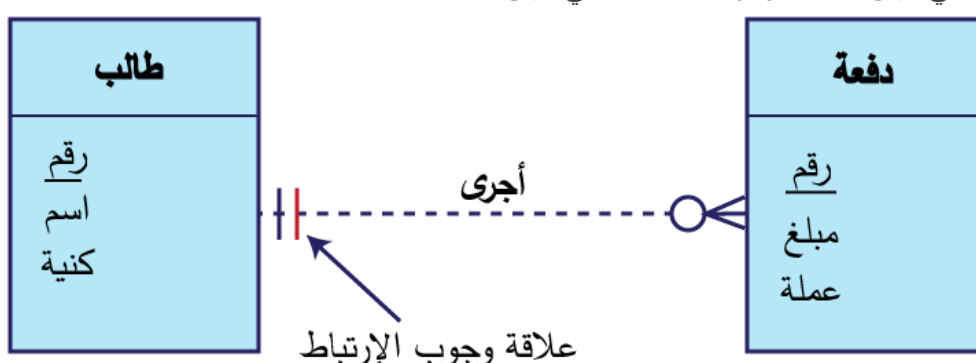 دفعة
رقم
مبلغ
عملة
أجرى
طالب
رقم
اسم
كنية
علاقة وجوب الإرتباط